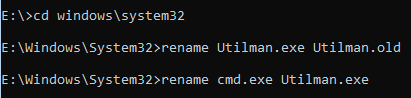 E:\>cd windows\system32
E:\Windows\System32>rename Utilman.exe Utilman.old
E:\Windows\System32>rename cmd.exe Utilman.exe